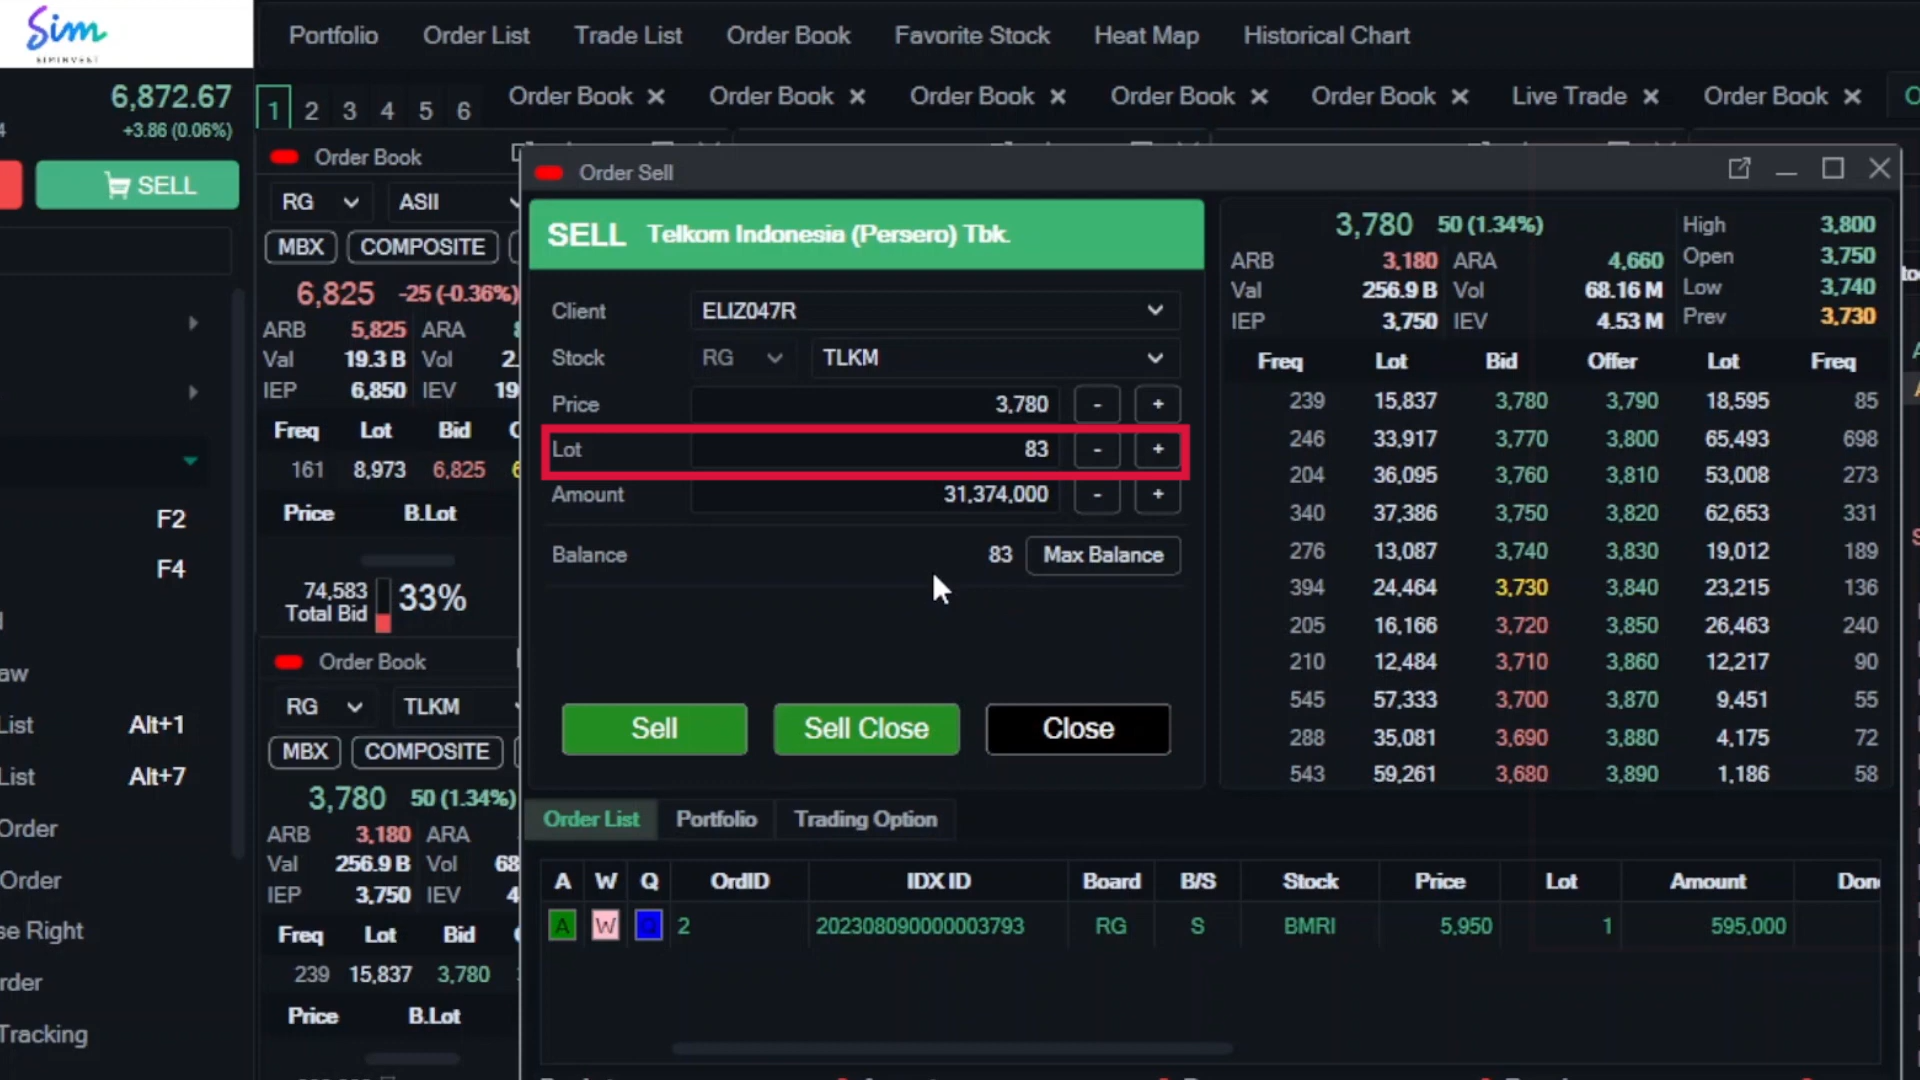 Sim
SIMINVEST
Portfolio Order List Trade List Order Book Favorite Stock Heat Map Historical Chart
6,872.67
+3.86 (0.06%)
SELL
1 2 3 4 5 6
Order Book × Order Book × Order Book × Order Book × Order Book × Live Trade × Order Book ×
Order Book
RG ASII
MBX COMPOSITE
6,825 -25 (-0.36%)
ARB 5,825 ARA
Val 19.3 B Vol 2.
IEP 6,850 IEV 19
Freq Lot Bid
161 8,973 6,825
Price B.Lot
74,583
Total Bid
33%
Order Book
RG TLKM
MBX COMPOSITE
3,780 50 (1.34%)
ARB 3,180 ARA
Val 256.9 B Vol 68
IEP 3,750 IEV 4
Freq Lot Bid
239 15,837 3,780
Price B.Lot
F2
F4
aw
List Alt+1
List Alt+7
Order
Order
se Right
rder
Tracking
Order Sell
SELL Telkom Indonesia (Persero) Tbk.
Client ELIZ047R
Stock RG TLKM
Price 3,780 - +
Lot 83 - +
Amount 31,374,000 - +
Balance 83 Max Balance
Sell Sell Close Close
3,780 50 (1.34%) High 3,800
ARB 3,180 ARA 4,660 Open 3,750
Val 256.9 B Vol 68.16 M Low 3,740
IEP 3,750 IEV 4.53 M Prev 3,730
Freq Lot Bid Offer Lot Freq
239 15,837 3,780 3,790 18,595 85
246 33,917 3,770 3,800 65,493 698
204 36,095 3,760 3,810 53,008 273
340 37,386 3,750 3,820 62,653 331
276 13,087 3,740 3,830 19,012 189
394 24,464 3,730 3,840 23,215 136
205 16,166 3,720 3,850 26,463 240
210 12,484 3,710 3,860 12,217 90
545 57,333 3,700 3,870 9,451 55
288 35,081 3,690 3,880 4,175 72
543 59,261 3,680 3,890 1,186 58
Order List Portfolio Trading Option
A W Q OrdID IDX ID Board B/S Stock Price Lot Amount Don
A W Q 2 202308090000003793 RG S BMRI 5,950 1 595,000